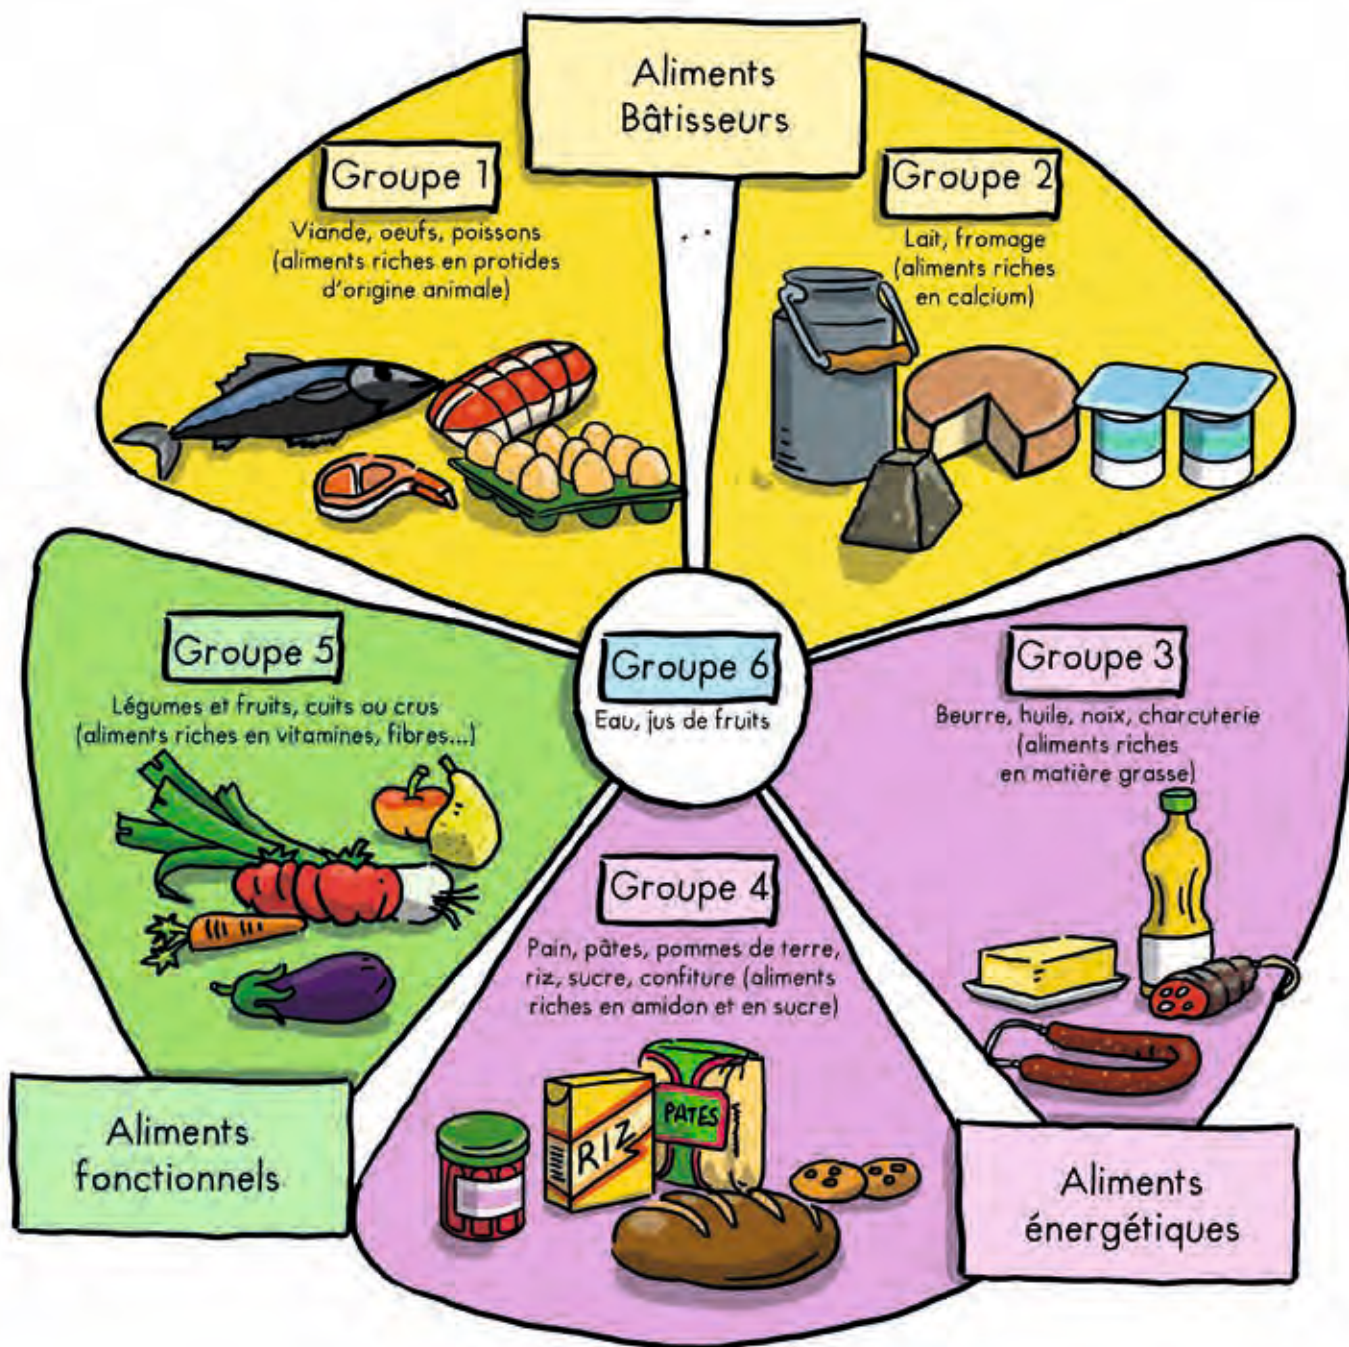 Aliments
Bâtisseurs
Groupe 1
Viande, oeufs, poissons
(aliments riches en protides
d'origine animale)
Groupe 2
Lait, fromage
(aliments riches
en calcium)
Groupe 5
Légumes et fruits, cuits ou crus
(aliments riches en vitamines, fibres...)
Groupe 6
Eau, jus de fruits
Groupe 3
Beurre, huile, noix, charcuterie
(aliments riches
en matière grasse)
Groupe 4
Pain, pâtes, pommes de terre,
riz, sucre, confiture (aliments
riches en amidon et en sucre)
RIZ
PATES
Aliments
fonctionnels
Aliments
énergétiques